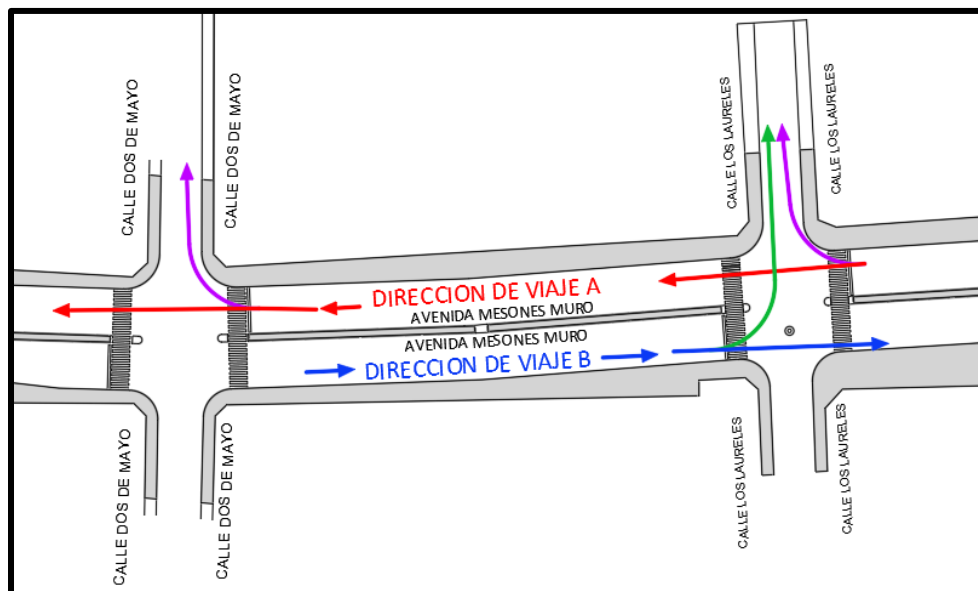 CALLE DOS DE MAYO
CALLE DOS DE MAYO
CALLE LOS LAURELES
CALLE LOS LAURELES
DIRECCION DE VIAJE A
AVENIDA MESONES MURO
AVENIDA MESONES MURO
DIRECCION DE VIAJE B
CALLE DOS DE MAYO
CALLE DOS DE MAYO
CALLE LOS LAURELES
CALLE LOS LAURELES